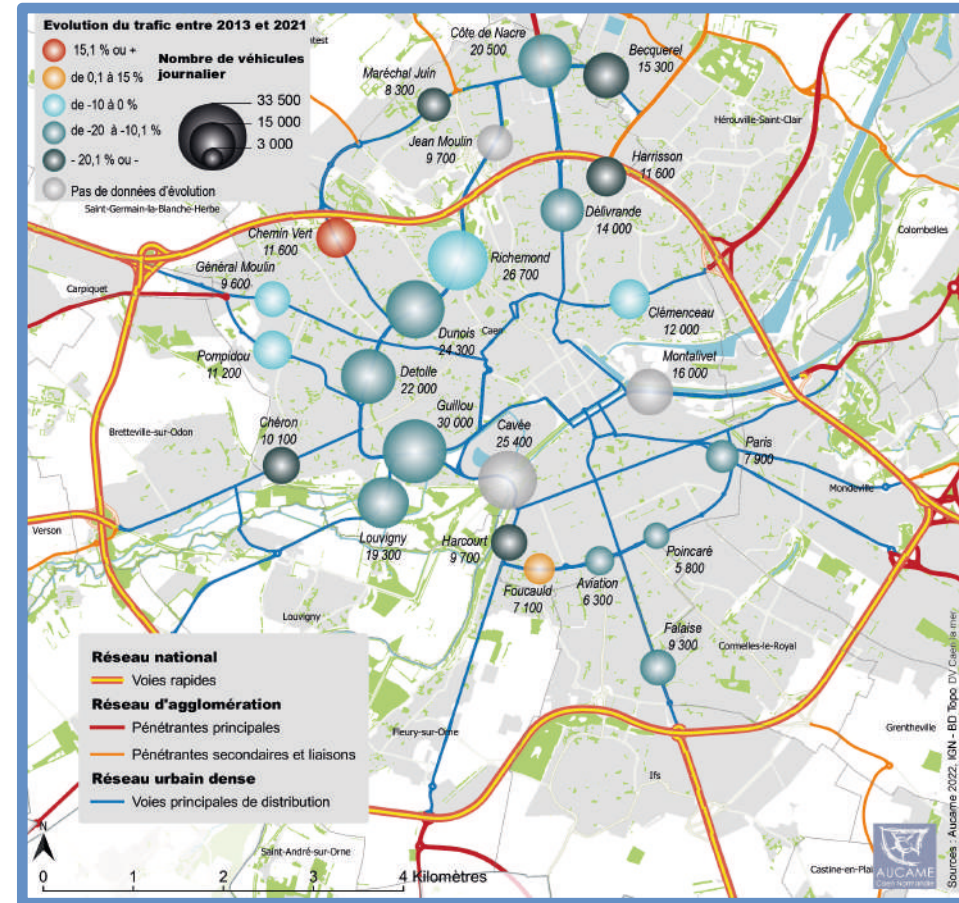 Evolution du trafic entre 2013 et 2021
15,1 % ou +
de 0,1 à 15 %
de -10 à 0%
de -20 à -10,1 %
- 20,1 % ou -
Pas de données d'évolution
Nombre de véhicules
journalier
33 500
15 000
3 000
Côte de Nacre
20 500
Becquerel
15 300
Maréchal Juin
8 300
Jean Moulin
9 700
Hérouville-Saint-Clair
Harrisson
11 600
Saint-Germain-la-Blanche-Herbe
Délivrande
14 000
Colombelles
Chemin Vert
11 600
Richemond
26 700
Général Moulin
9 600
Carpiquet
Clémenceau
12 000
Caen
Dunois
24 300
Pompidou
11 200
Montalivet
16 000
Detolle
22 000
Guillou
30 000
Chéron
10 100
Cavée
25 400
Bretteville-sur-Odon
Paris
7 900
Mondeville
Verson
Louvigny
19 300
Harcourt
9 700
Poincaré
5 800
Foucauld
7 100
Aviation
6 300
Louvigny
Falaise
9 300
Cormelles-le-Royal
Réseau national
Voies rapides
Réseau d'agglomération
Pénétrantes principales
Pénétrantes secondaires et liaisons
Réseau urbain dense
Voies principales de distribution
Fleury-sur-Orne
Grentheville
Ifs
N
Saint-André-sur-Orne
0 1 2 3 4 Kilomètres
Castine-en-Plai
AUCAME
Caen normandie
Sources : Aucame 2022, IGN - BD Topo, DV Caen la mer